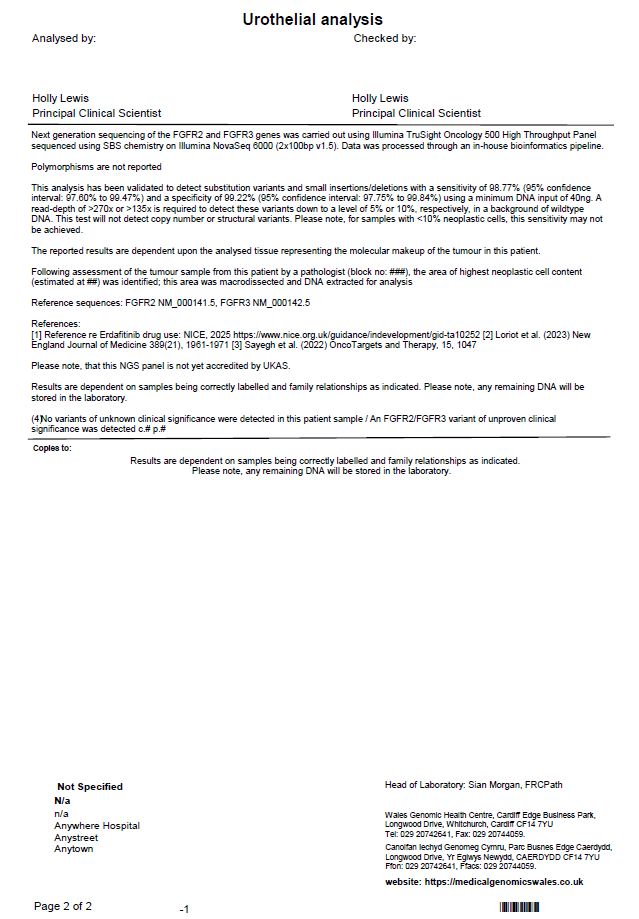 Urothelial analysis
Analysed by:
Checked by:
Holly Lewis
Principal Clinical Scientist
Holly Lewis
Principal Clinical Scientist
Next generation sequencing of the FGFR2 and FGFR3 genes was carried out using Illumina TruSight Oncology 500 High Throughput Panel
sequenced using SBS chemistry on Illumina NovaSeq 6000 (2x100bp v1.5). Data was processed through an in-house bioinformatics pipeline.
Polymorphisms are not reported
This analysis has been validated to detect substitution variants and small insertions/deletions with a sensitivity of 98.77% (95% confidence
interval: 97.60% to 99.47%) and a specificity of 99.22% (95% confidence interval: 97.75% to 99.84%) using a minimum DNA input of 40ng. A
read-depth of >270x or >135x is required to detect these variants down to a level of 5% or 10%, respectively, in a background of wildtype
DNA. This test will not detect copy number or structural variants. Please note, for samples with <10% neoplastic cells, this sensitivity may not
be achieved.
The reported results are dependent upon the analysed tissue representing the molecular makeup of the tumour in this patient.
Following assessment of the tumour sample from this patient by a pathologist (block no: ###), the area of highest neoplastic cell content
(estimated at ##) was identified; this area was macrodissected and DNA extracted for analysis
Reference sequences: FGFR2 NM_000141.5, FGFR3 NM_000142.5
References:
[1] Reference re Erdafitinib drug use: NICE, 2025 https://www.nice.org.uk/guidance/indevelopment/gid-ta10252 [2] Loriot et al. (2023) New
England Journal of Medicine 389(21), 1961-1971 [3] Sayegh et al. (2022) OncoTargets and Therapy, 15, 1047
Please note, that this NGS panel is not yet accredited by UKAS.
Results are dependent on samples being correctly labelled and family relationships as indicated. Please note, any remaining DNA will be
stored in the laboratory.
(4)No variants of unknown clinical significance were detected in this patient sample / An FGFR2/FGFR3 variant of unproven clinical
significance was detected c.# p.#
Copies to:
Results are dependent on samples being correctly labelled and family relationships as indicated.
Please note, any remaining DNA will be stored in the laboratory.
Not Specified
N/a
n/a
Anywhere Hospital
Anystreet
Anytown
Head of Laboratory: Sian Morgan, FRCPath
Wales Genomic Health Centre, Cardiff Edge Business Park,
Longwood Drive, Whitchurch, Cardiff CF14 7YU
Tel: 029 20742641, Fax: 029 20744059.
Canolfan Iechyd Genomeg Cymru, Parc Busnes Edge Caerdydd,
Longwood Drive, Yr Eglwys Newydd, CAERDYDD CF14 7YU
Ffon: 029 20742641, Ffacs: 029 20744059.
website: https://medicalgenomicswales.co.uk
Page 2 of 2
-1